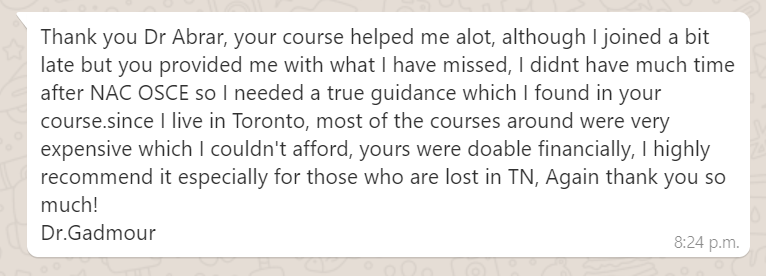 Thank you Dr Abrar, your course helped me alot, although I joined a bit
late but you provided me with what I have missed, I didnt have much time
after NAC OSCE so I needed a true guidance which I found in your
course.since I live in Toronto, most of the courses around were very
expensive which I couldn't afford, yours were doable financially, I highly
recommend it especially for those who are lost in TN, Again thank you so
much!
Dr.Gadmour
8:24 p.m.